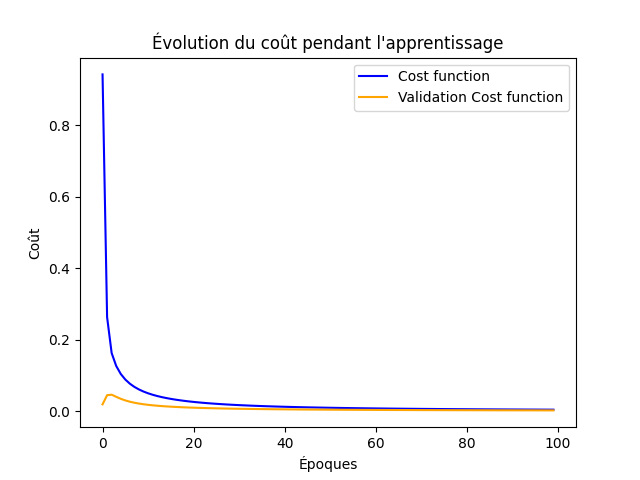 Évolution du coût pendant l'apprentissage
Cost function
Validation Cost function
Coût
0.8
0.6
0.4
0.2
0.0
0 20 40 60 80 100
Époques